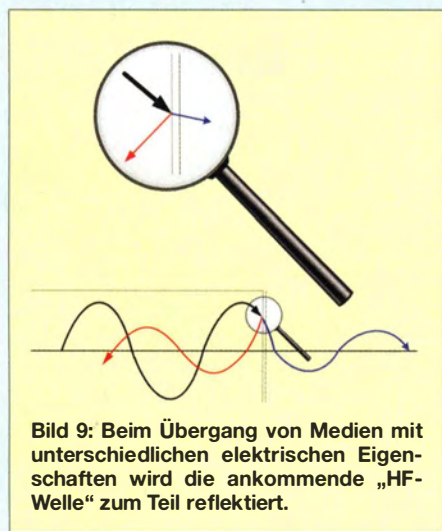 Bild 9: Beim Übergang von Medien mit
unterschiedlichen elektrischen Eigen-
schaften wird die ankommende „HF-
Welle“ zum Teil reflektiert.